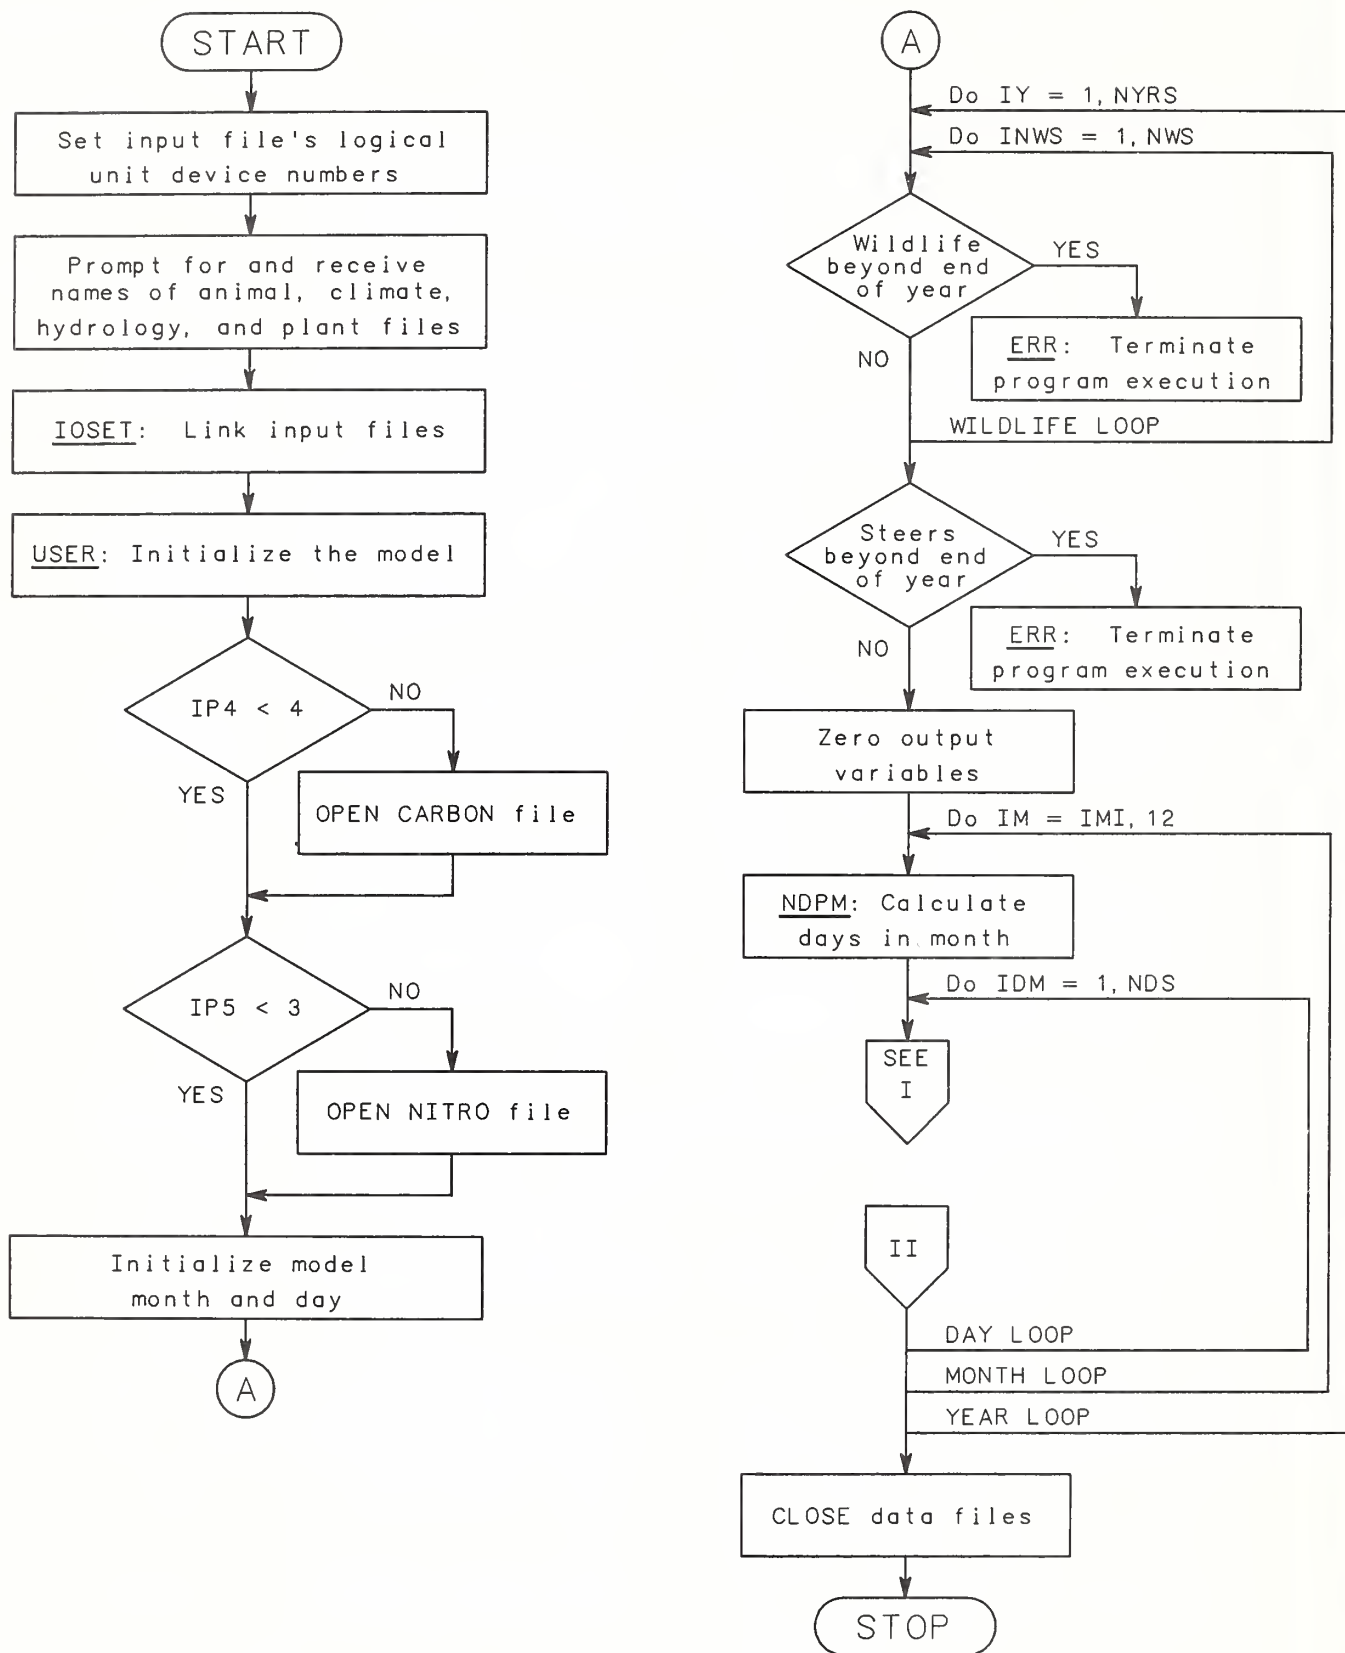 START
Set input file's logical
unit device numbers
Prompt for and receive
names of animal, climate,
hydrology, and plant files
IOSET: Link input files
USER: Initialize the model
IP4 < 4
NO
YES
OPEN CARBON file
IP5 < 3
NO
YES
OPEN NITRO file
Initialize model
month and day
A
A
Do IY = 1, NYRS
Do INWS = 1, NWS
Wildlife
beyond end
of year
YES
NO
ERR: Terminate
program execution
WILDLIFE LOOP
Steers
beyond end
of year
YES
NO
ERR: Terminate
program execution
Zero output
variables
Do IM = IMI, 12
NDPM: Calculate
days in month
Do IDM = 1, NDS
SEE
I
II
DAY LOOP
MONTH LOOP
YEAR LOOP
CLOSE data files
STOP